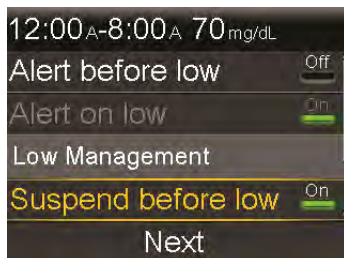 12:00A-8:00A 70mg/dL
Alert before low Off
Alert on low On
Low Management
Suspend before low On
Next